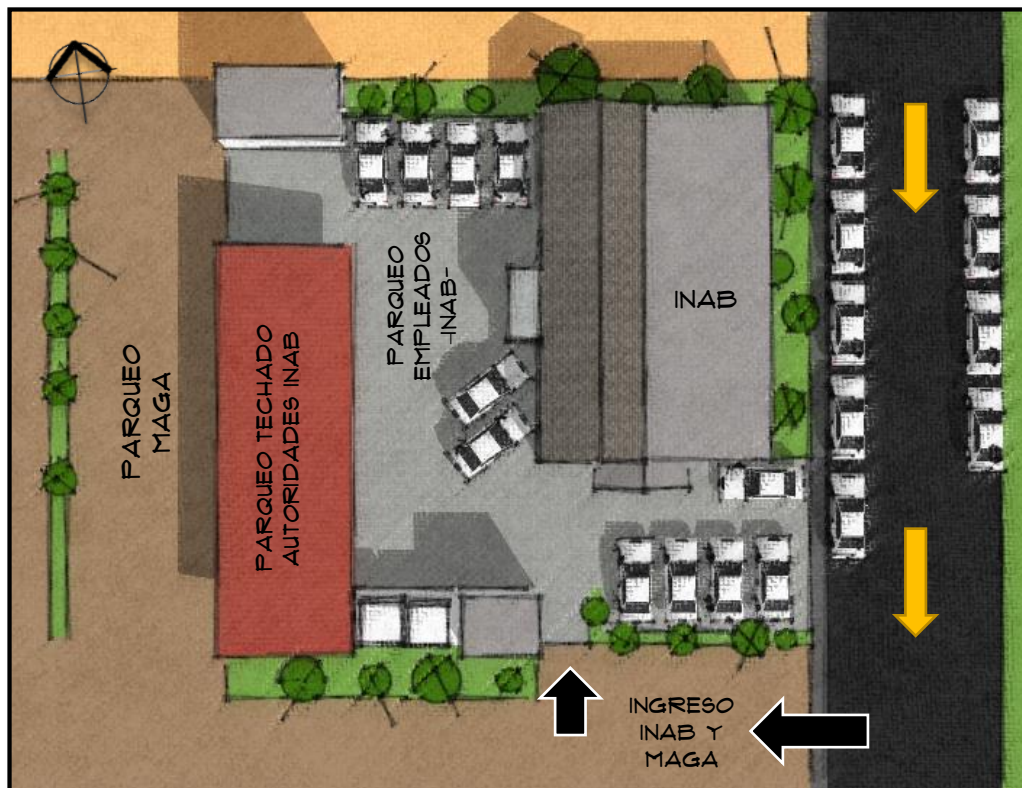 PARQUEO
MAGA
PARQUEO TECHADO
AUTORIDADES INAB
PARQUEO
EMPLEADOS
-INAB-
INAB
INGRESO
INAB Y
MAGA